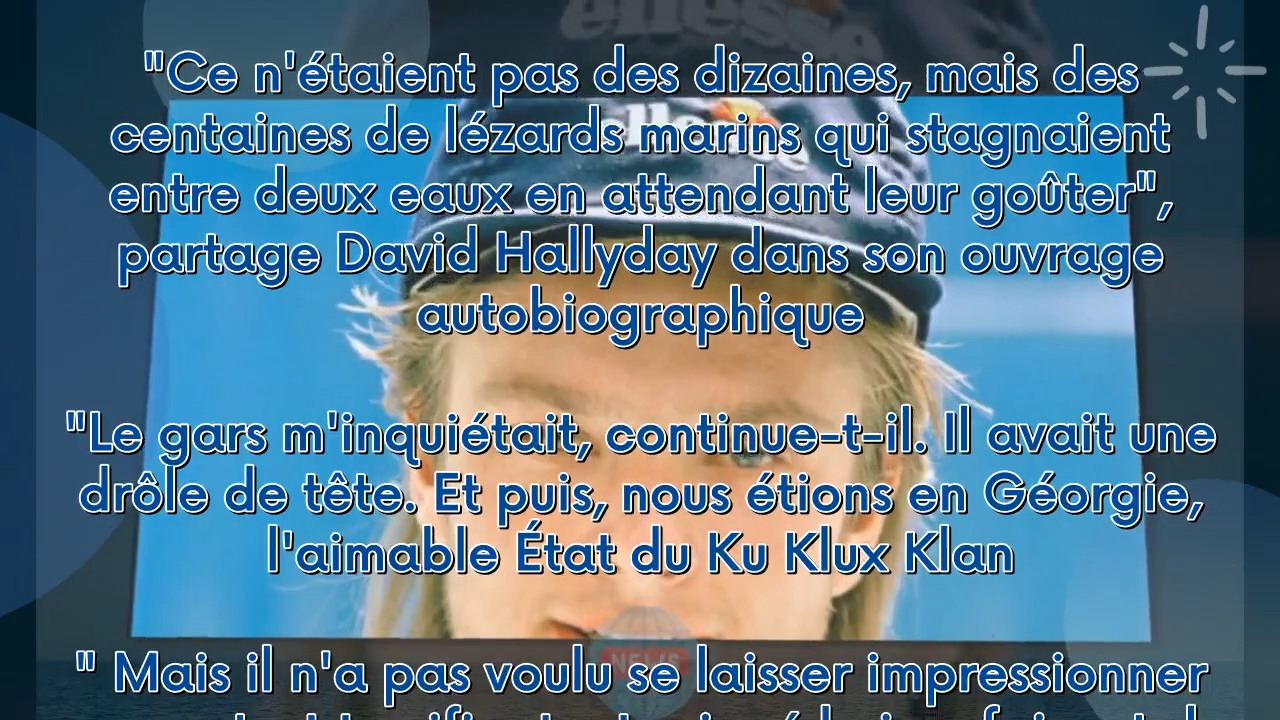 ellesse
"Ce n'étaient pas des dizaines, mais des
centaines de lézards marins qui stagnaient
entre deux eaux en attendant leur goûter",
partage David Hallyday dans son ouvrage
autobiographique
"Le gars m'inquiétait, continue-t-il. Il avait une
drôle de tête. Et puis, nous étions en Géorgie,
l'aimable État du Ku Klux Klan
NEWS
" Mais il n'a pas voulu se laisser impressionner